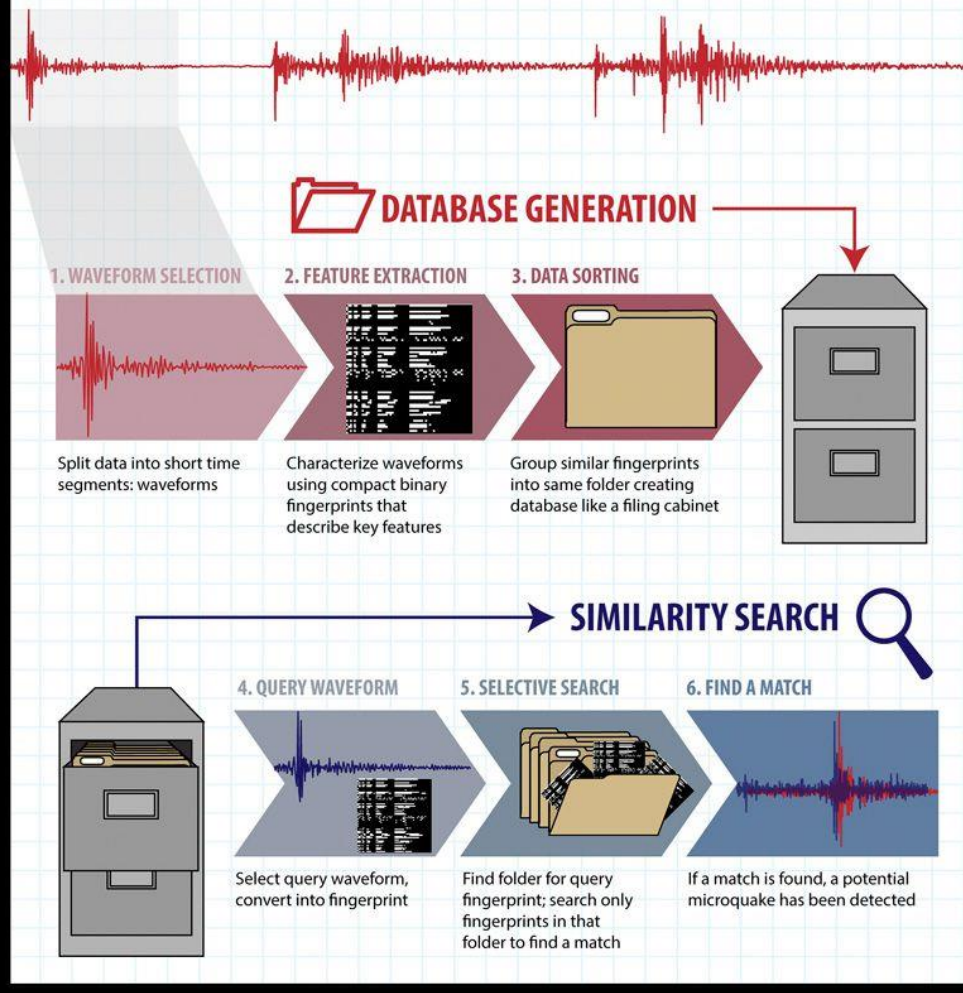 DATABASE GENERATION
1. WAVEFORM SELECTION
2. FEATURE EXTRACTION
3. DATA SORTING
Split data into short time
segments: waveforms
Characterize waveforms
using compact binary
fingerprints that
describe key features
Group similar fingerprints
into same folder creating
database like a filing cabinet
SIMILARITY SEARCH
4. QUERY WAVEFORM
5. SELECTIVE SEARCH
6. FIND A MATCH
Select query waveform,
convert into fingerprint
Find folder for query
fingerprint; search only
fingerprints in that
folder to find a match
If a match is found, a potential
microquake has been detected